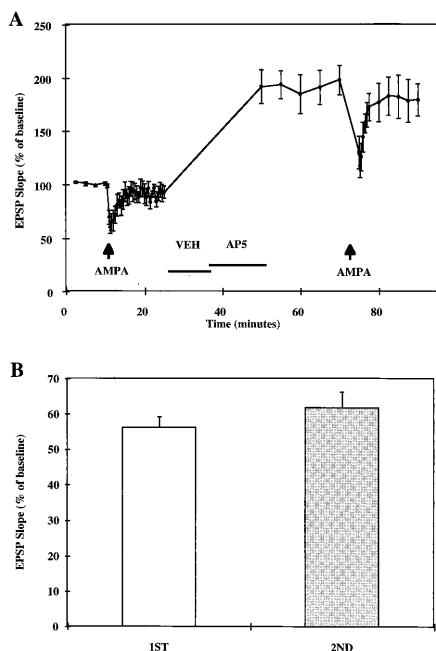 A
EPSP Slope (% of baseline)
250
200
150
100
50
0
VEH AP5
AMPA AMPA
0 20 40 60 80
Time (minutes)
B
EPSP Slope (% of baseline)
70
60
50
40
30
20
10
0
1ST 2ND